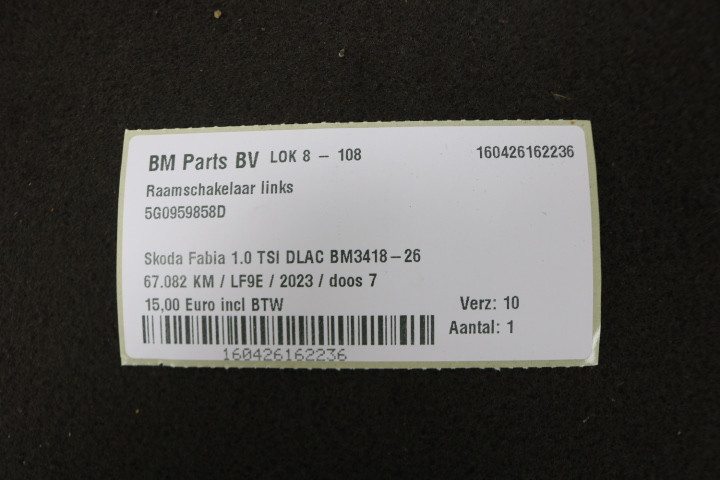 BM Parts BV LOK 8 - 108 160426162236
Raamschakelaar links
5G0959858D
Skoda Fabia 1.0 TSI DLAC BM3418-26
67.082 KM / LF9E / 2023 / doos 7
15,00 Euro incl BTW Verz: 10
Aantal: 1
160426162236